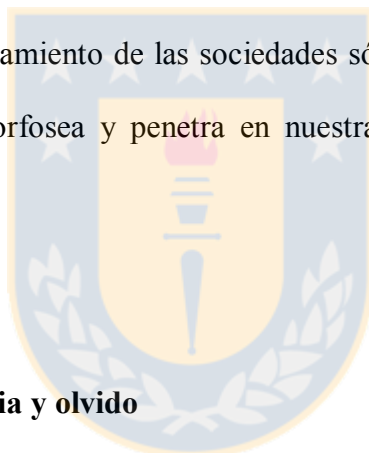 amiento de las sociedades só
orfosea y penetra en nuestra
ia y olvido